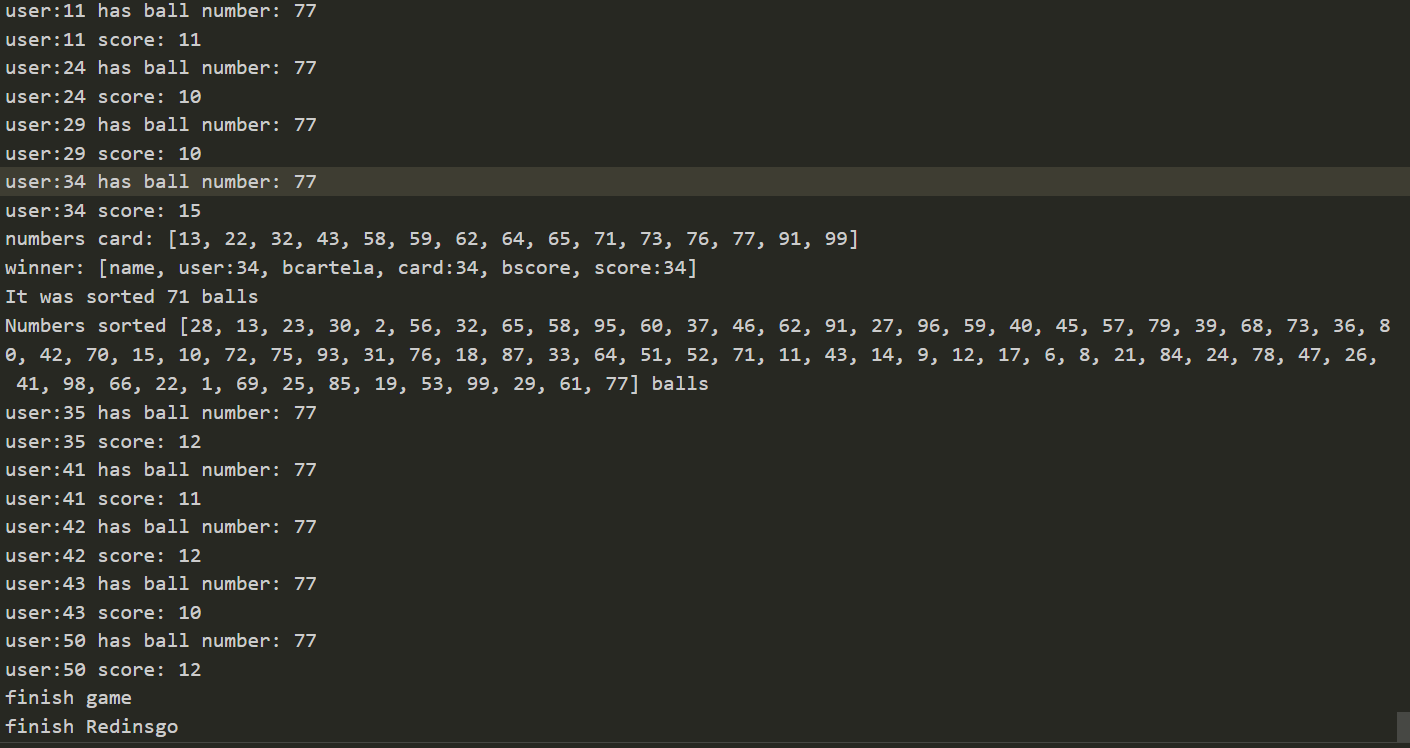 user:11 has ball number: 77
user:11 score: 11
user:24 has ball number: 77
user:24 score: 10
user:29 has ball number: 77
user:29 score: 10
user:34 has ball number: 77
user:34 score: 15
numbers card: [13, 22, 32, 43, 58, 59, 62, 64, 65, 71, 73, 76, 77, 91, 99]
winner: [name, user:34, bcartela, card:34, bscore, score:34]
It was sorted 71 balls
Numbers sorted [28, 13, 23, 30, 2, 56, 32, 65, 58, 95, 60, 37, 46, 62, 91, 27, 96, 59, 40, 45, 57, 79, 39, 68, 73, 36, 8
0, 42, 70, 15, 10, 72, 75, 93, 31, 76, 18, 87, 33, 64, 51, 52, 71, 11, 43, 14, 9, 12, 17, 6, 8, 21, 84, 24, 78, 47, 26,
41, 98, 66, 22, 1, 69, 25, 85, 19, 53, 99, 29, 61, 77] balls
user:35 has ball number: 77
user:35 score: 12
user:41 has ball number: 77
user:41 score: 11
user:42 has ball number: 77
user:42 score: 12
user:43 has ball number: 77
user:43 score: 10
user:50 has ball number: 77
user:50 score: 12
finish game
finish Redinsgo